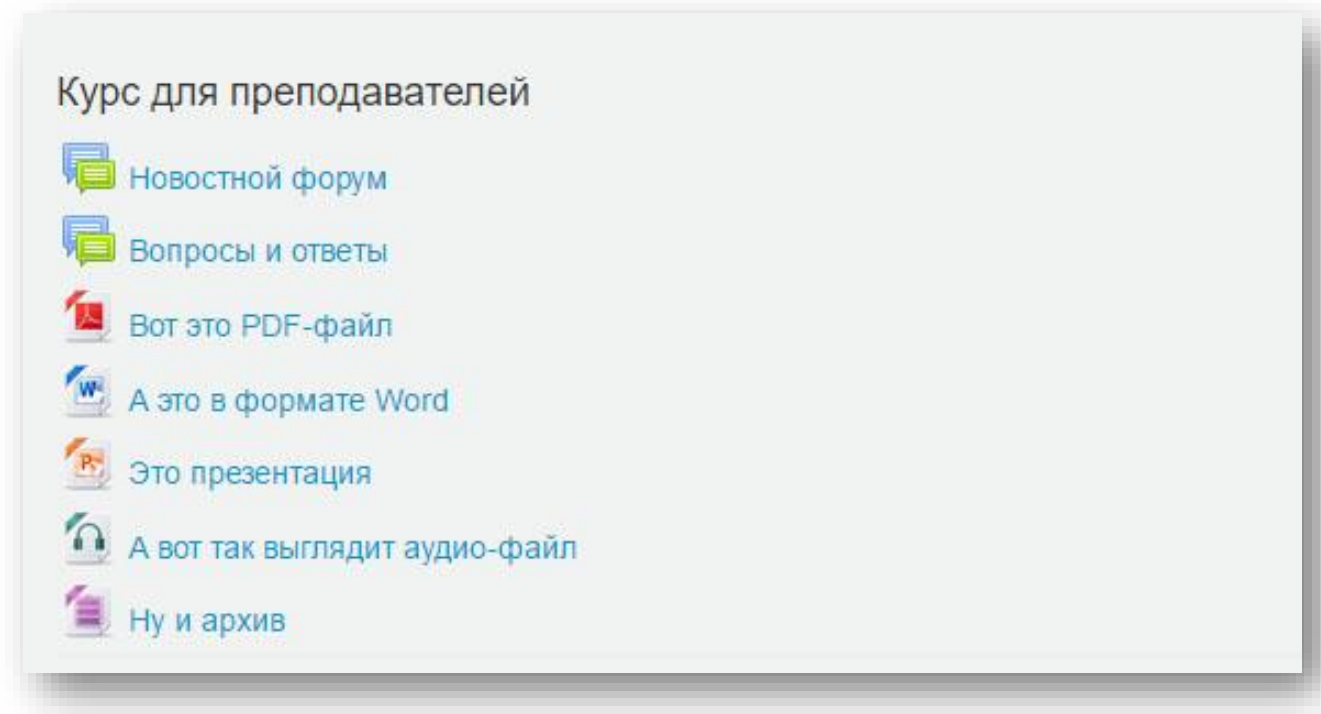 Курс для преподавателей
Новостной форум
Вопросы и ответы
Вот это PDF-файл
А это в формате Word
Это презентация
А вот так выглядит аудио-файл
Ну и архив